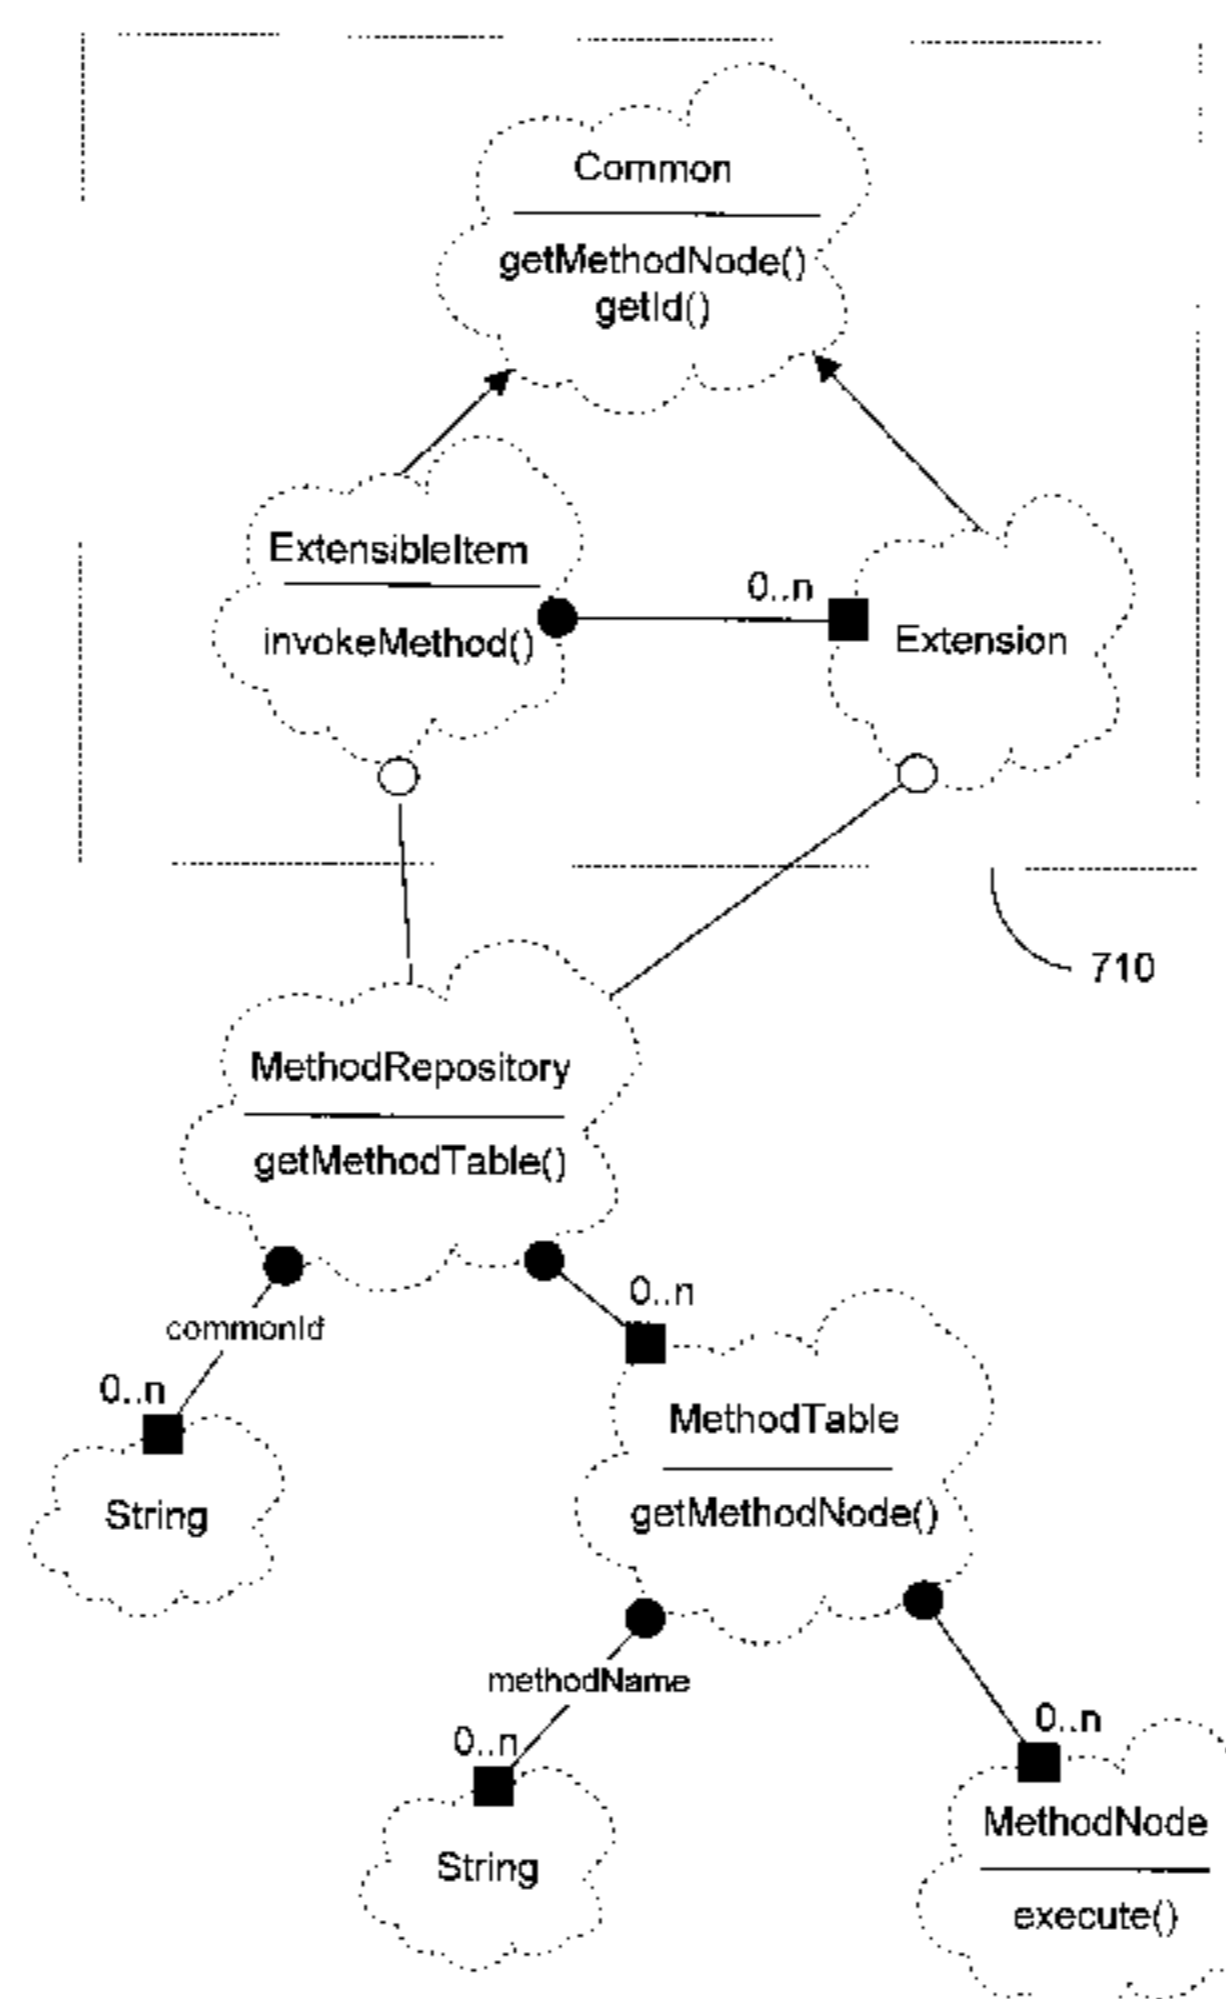 Common
getMethodNode()
getId()
ExtensibleItem
invokeMethod()
0..n
Extension
710
MethodRepository
getMethodTable()
commonId
0..n
0..n
String
MethodTable
getMethodNode()
methodName
0..n
0..n
String
MethodNode
execute()